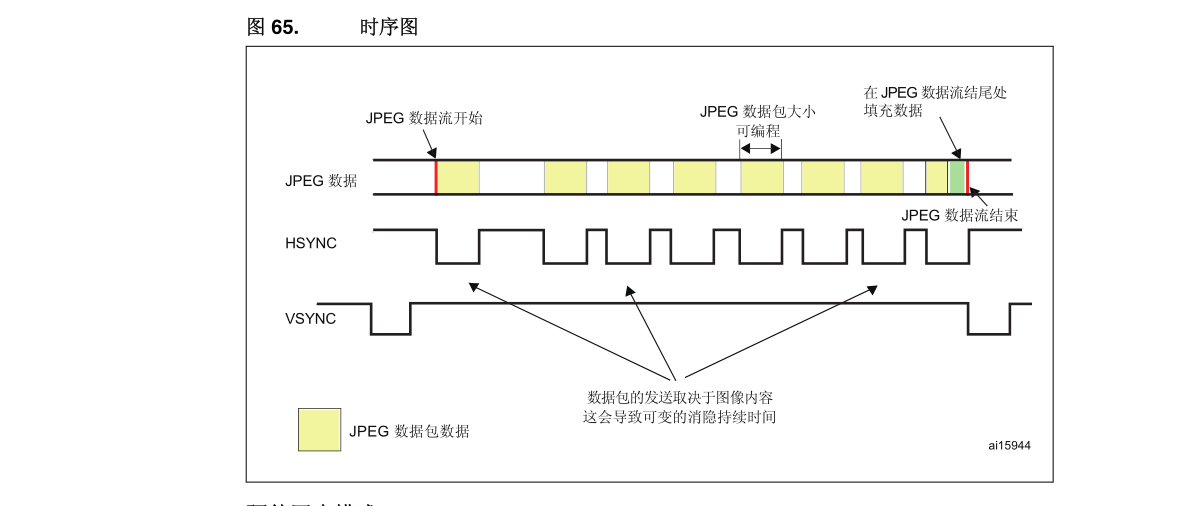 图 65. 时序图
在 JPEG 数据流结尾处
填充数据
JPEG 数据流开始
JPEG 数据包大小
可编程
JPEG 数据
JPEG 数据流结束
HSYNC
VSYNC
数据包的发送取决于图像内容
这会导致可变的消隐持续时间
JPEG 数据包数据
ai15944